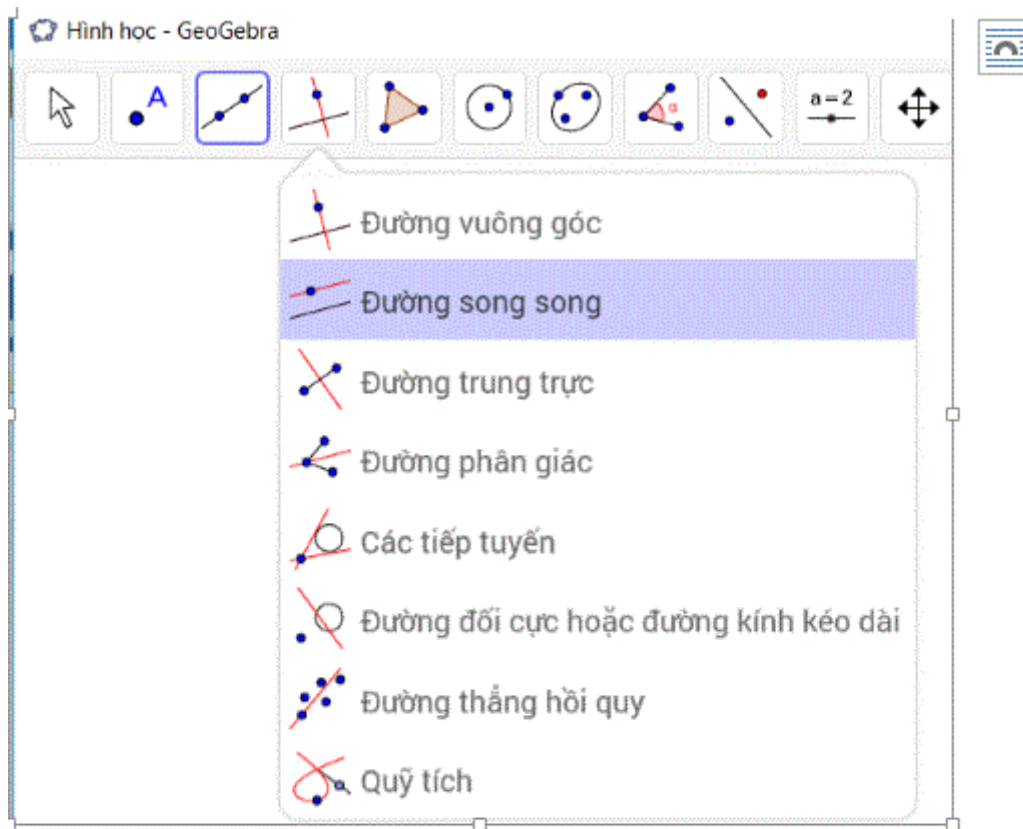 Hình học - GeoGebra
A
α
a = 2
Đường vuông góc
Đường song song
Đường trung trực
Đường phân giác
Các tiếp tuyến
Đường đối cực hoặc đường kính kéo dài
Đường thẳng hồi quy
Quỹ tích